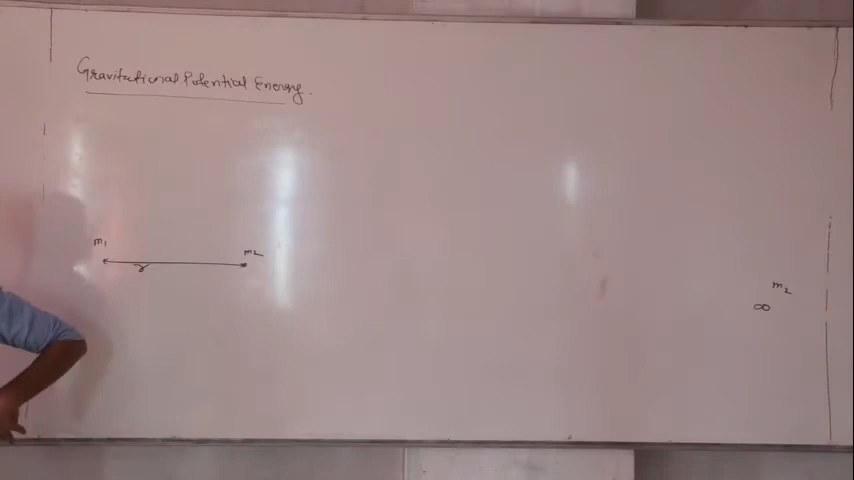 Gravitational Potential Energy.
m₁
m₂
r
m₂
∞